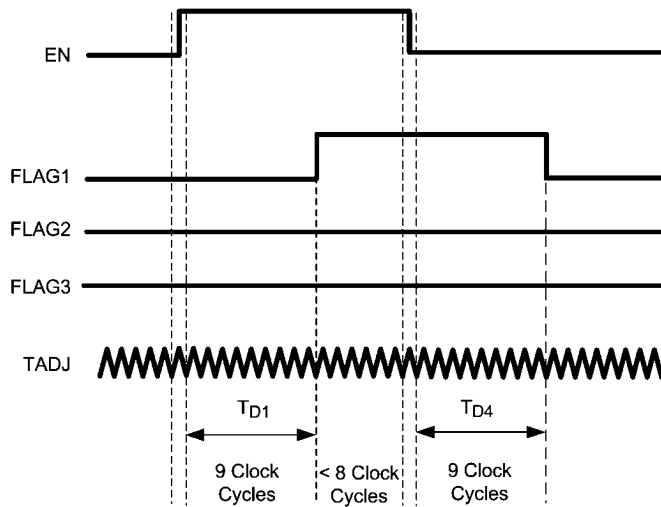 EN
FLAG1
FLAG2
FLAG3
TADJ
TD1
TD4
9 Clock
Cycles
< 8 Clock
Cycles
9 Clock
Cycles